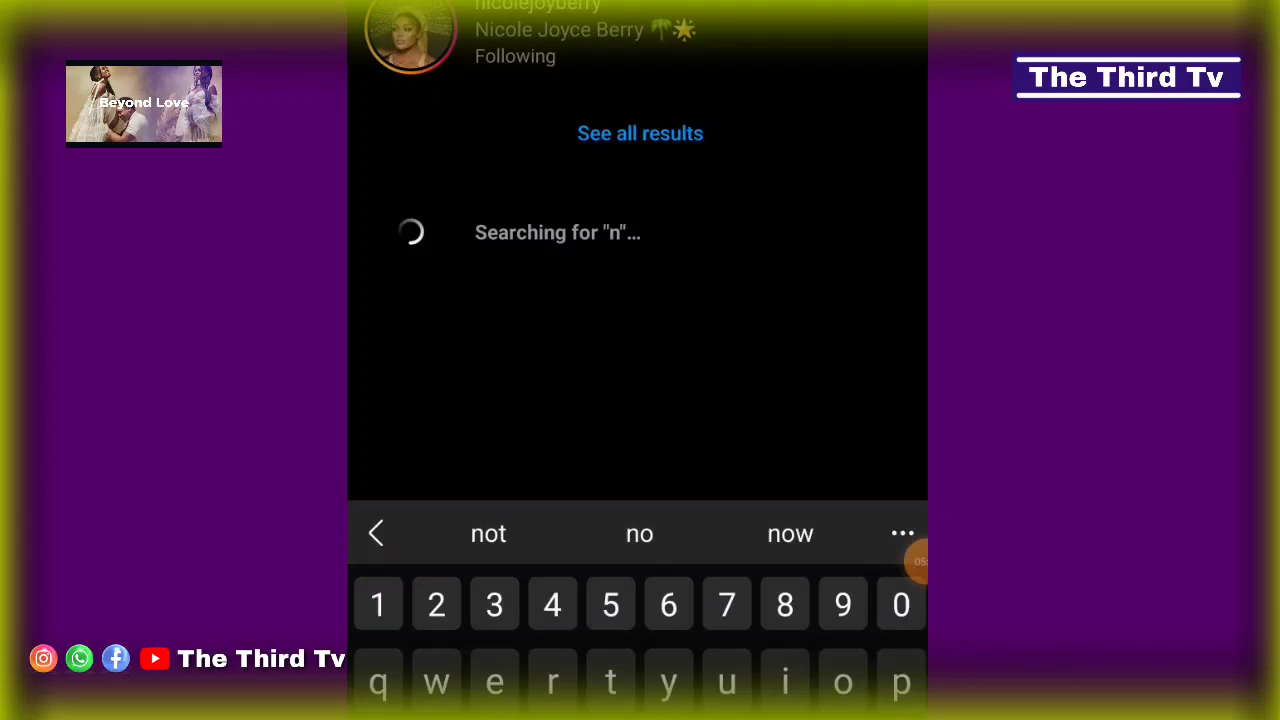 nicolejoyberry
Nicole Joyce Berry 🌴🌟
Following
Beyond Love
The Third Tv
See all results
Searching for "n"...
not no now
1 2 3 4 5 6 7 8 9 0
q w e r t y u i o p
The Third Tv